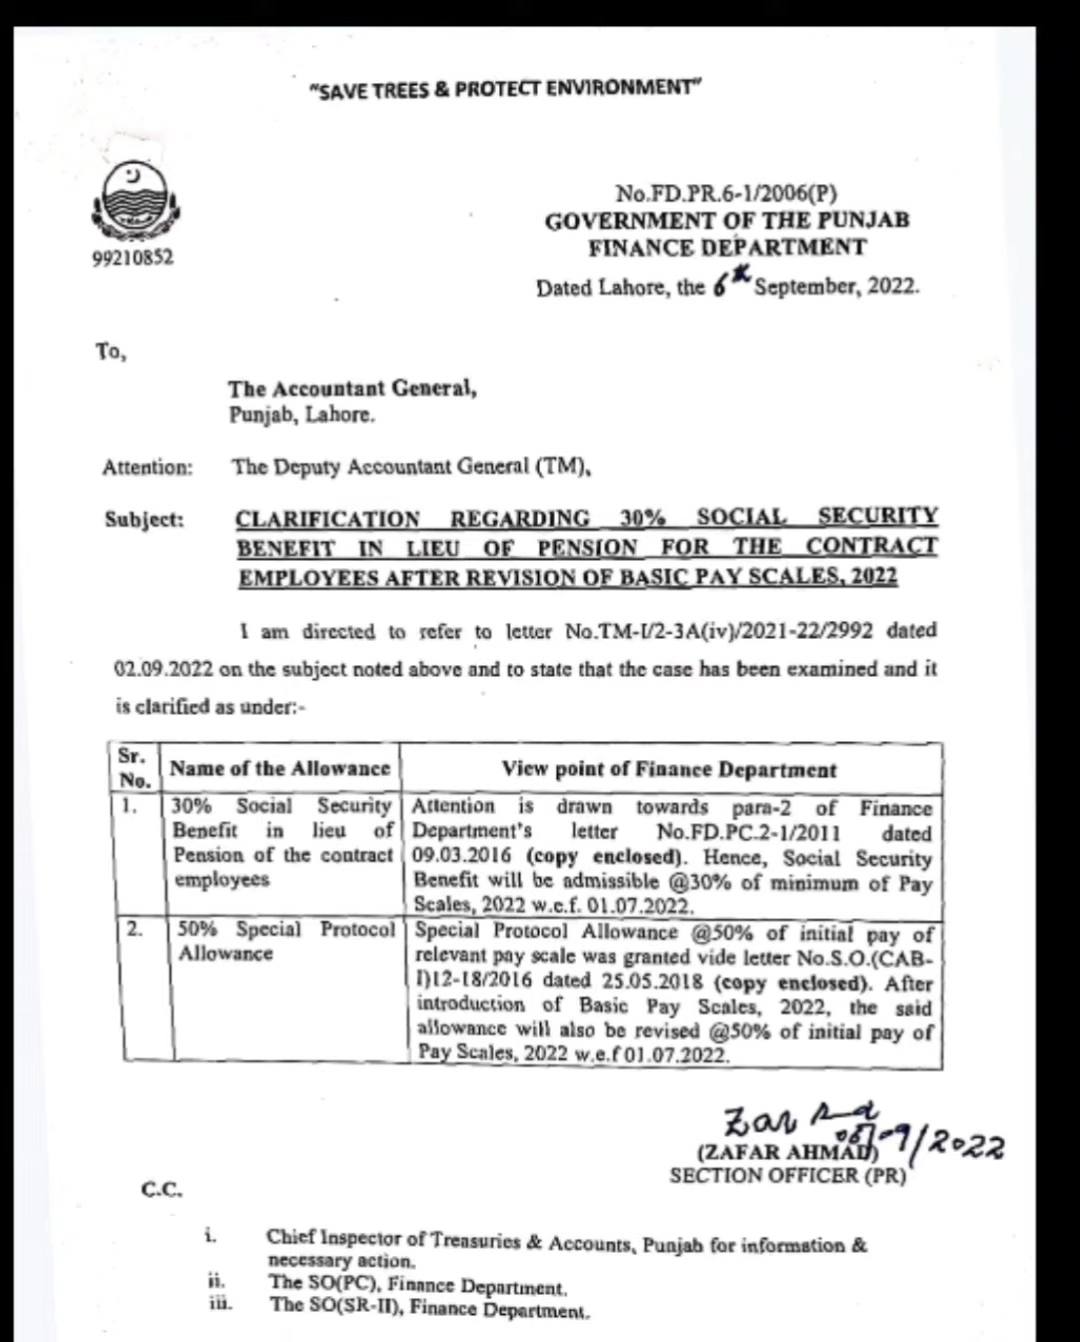 "SAVE TREES & PROTECT ENVIRONMENT"
99210852
No.FD.PR.6-1/2006(P)
GOVERNMENT OF THE PUNJAB
FINANCE DEPARTMENT
Dated Lahore, the 6th September, 2022.
To,
The Accountant General,
Punjab, Lahore.
Attention: The Deputy Accountant General (TM),
Subject: CLARIFICATION REGARDING 30% SOCIAL SECURITY
BENEFIT IN LIEU OF PENSION FOR THE CONTRACT
EMPLOYEES AFTER REVISION OF BASIC PAY SCALES, 2022
I am directed to refer to letter No.TM-I/2-3A(iv)/2021-22/2992 dated
02.09.2022 on the subject noted above and to state that the case has been examined and it
is clarified as under:-
Sr.
No.
Name of the Allowance
View point of Finance Department
1.
30% Social Security
Benefit in lieu of
Pension of the contract
employees
Attention is drawn towards para-2 of Finance
Department's letter No.FD.PC.2-1/2011 dated
09.03.2016 (copy enclosed). Hence, Social Security
Benefit will be admissible @30% of minimum of Pay
Scales, 2022 w.e.f. 01.07.2022.
2.
50% Special Protocol
Allowance
Special Protocol Allowance @50% of initial pay of
relevant pay scale was granted vide letter No.S.O.(CAB-
I)12-18/2016 dated 25.05.2018 (copy enclosed). After
introduction of Basic Pay Scales, 2022, the said
allowance will also be revised @50% of initial pay of
Pay Scales, 2022 w.e.f 01.07.2022.
06-09/2022
(ZAFAR AHMAD)
SECTION OFFICER (PR)
C.C.
i. Chief Inspector of Treasuries & Accounts, Punjab for information &
necessary action.
ii. The SO(PC), Finance Department.
iii. The SO(SR-II), Finance Department.